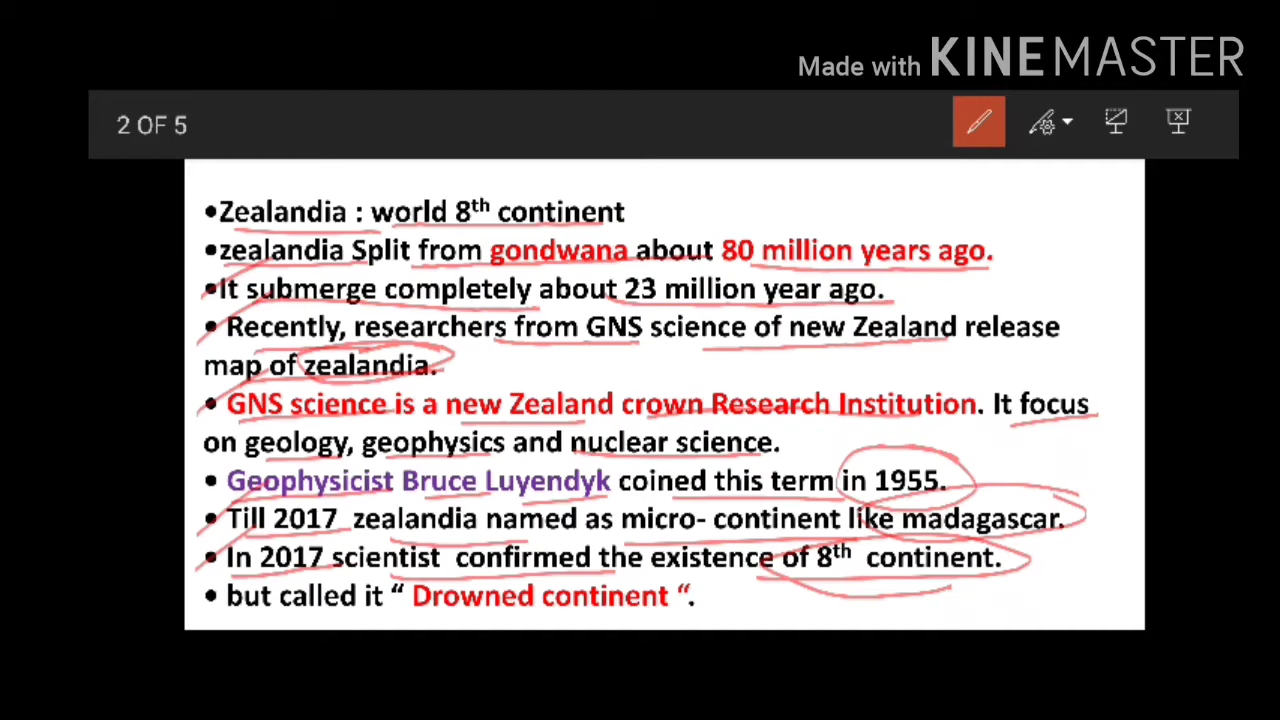 Made with KINEMASTER
2 OF 5
•Zealandia : world 8th continent
•zealandia Split from gondwana about 80 million years ago.
•It submerge completely about 23 million year ago.
• Recently, researchers from GNS science of new Zealand release
map of zealandia.
• GNS science is a new Zealand crown Research Institution. It focus
on geology, geophysics and nuclear science.
• Geophysicist Bruce Luyendyk coined this term in 1955.
• Till 2017 zealandia named as micro- continent like madagascar.
• In 2017 scientist confirmed the existence of 8th continent.
• but called it “ Drowned continent “.